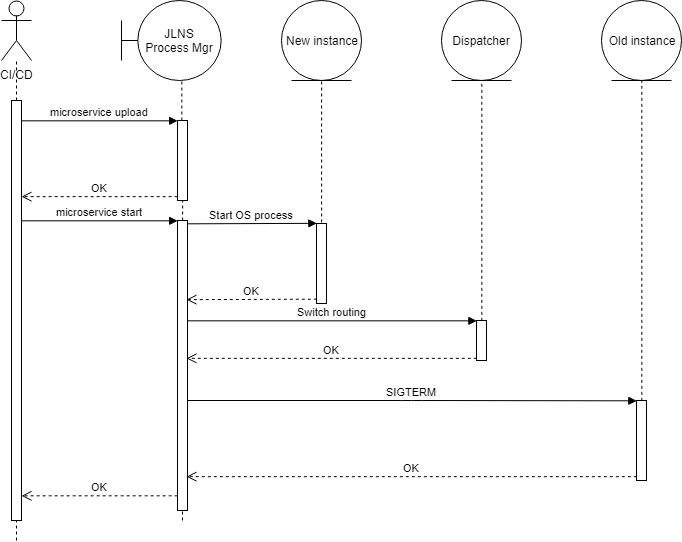 JLNS
Process Mgr
New instance
Dispatcher
Old instance
CI/CD
microservice upload
OK
microservice start
Start OS process
OK
Switch routing
OK
SIGTERM
OK
OK